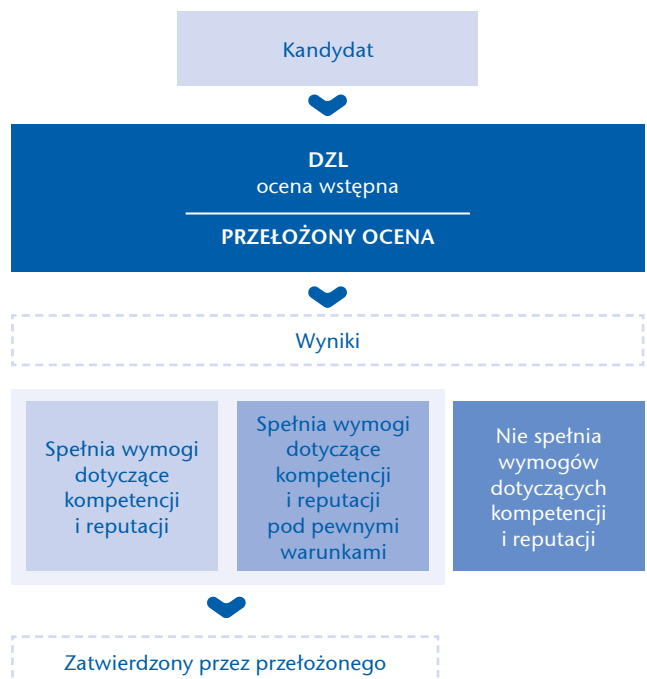 Kandydat
DZL
ocena wstępna
PRZEŁOŻONY OCENA
Wyniki
Spełnia wymogi
dotyczące
kompetencji
i reputacji
Spełnia wymogi
dotyczące
kompetencji
i reputacji
pod pewnymi
warunkami
Nie spełnia
wymogów
dotyczących
kompetencji
i reputacji
Zatwierdzony przez przełożonego